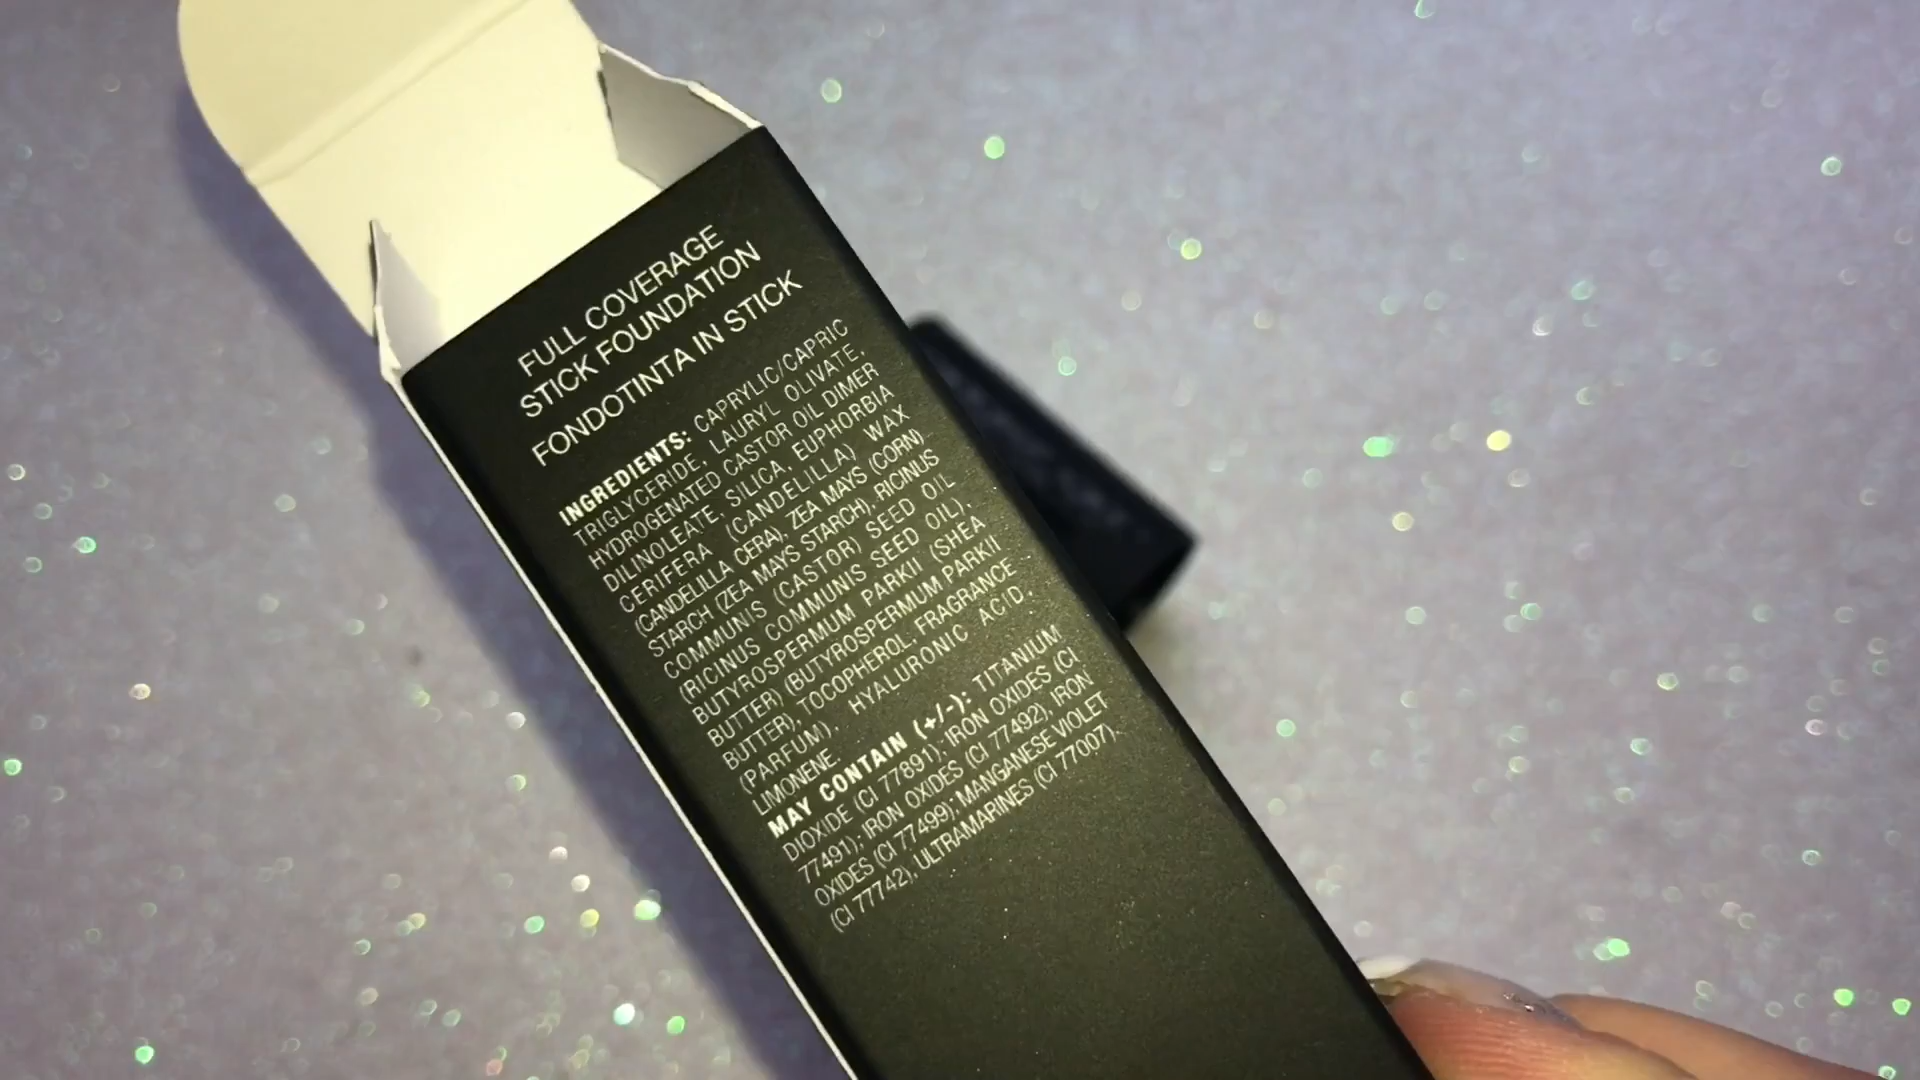 FULL COVERAGE
STICK FOUNDATION
FONDOTINTA IN STICK
INGREDIENTS: CAPRYLIC/CAPRIC
TRIGLYCERIDE, LAURYL OLIVATE,
HYDROGENATED CASTOR OIL DIMER
DILINOLEATE, SILICA, EUPHORBIA
CERIFERA (CANDELILLA) WAX
(CANDELILLA CERA), ZEA MAYS (CORN)
STARCH (ZEA MAYS STARCH), RICINUS
COMMUNIS (CASTOR) SEED OIL
(RICINUS COMMUNIS SEED OIL),
BUTYROSPERMUM PARKII (SHEA
BUTTER) (BUTYROSPERMUM PARKII
BUTTER), TOCOPHEROL, FRAGRANCE
(PARFUM), HYALURONIC ACID,
LIMONENE.
MAY CONTAIN (+/-): TITANIUM
DIOXIDE (CI 77891); IRON OXIDES (CI
77491); IRON OXIDES (CI 77492), IRON
OXIDES (CI 77499); MANGANESE VIOLET
(CI 77742), ULTRAMARINES (CI 77007).